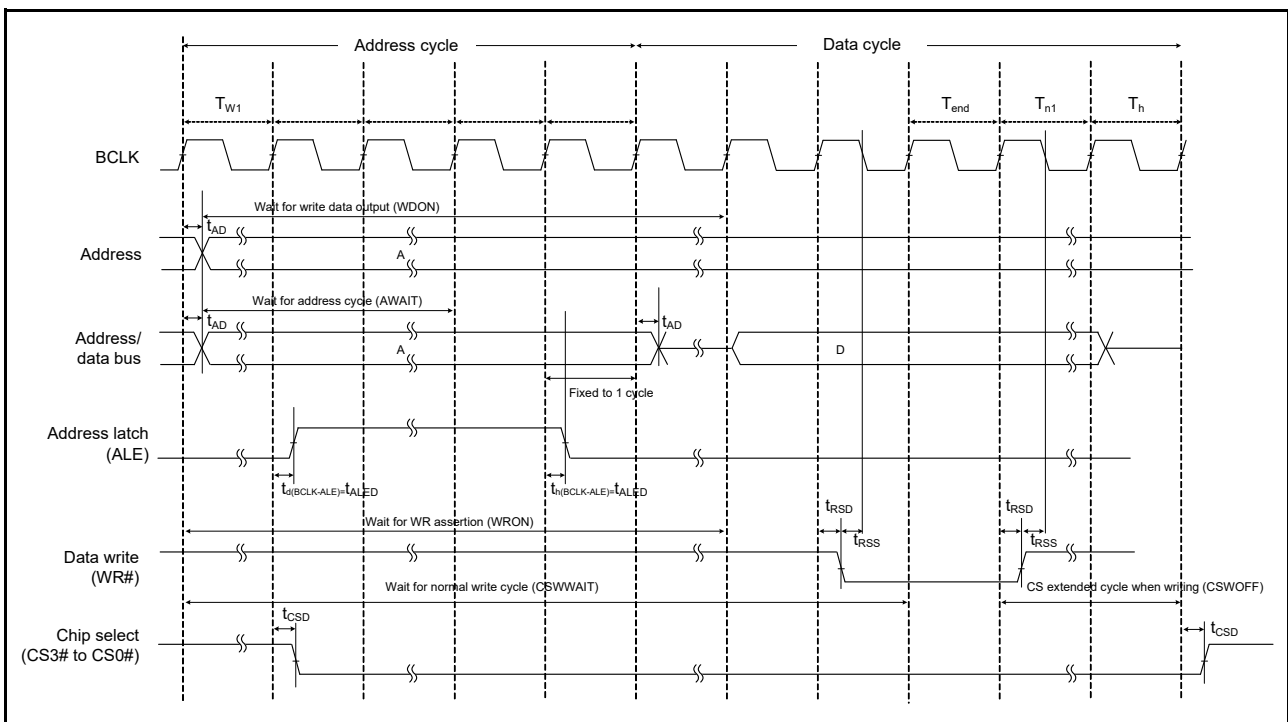 Address cycle
Data cycle
TW1
Tend
Tn1
Th
BCLK
Wait for write data output (WDON)
tAD
Address
A
Wait for address cycle (AWAIT)
tAD
tAD
Address/
data bus
A
D
Fixed to 1 cycle
Address latch
(ALE)
td(BCLK-ALE)=tALED
th(BCLK-ALE)=tALED
Wait for WR assertion (WRON)
tRSD
tRSS
tRSD
tRSS
Data write
(WR#)
Wait for normal write cycle (CSWWAIT)
CS extended cycle when writing (CSWOFF)
Chip select
(CS3# to CS0#)
tCSD
tCSD